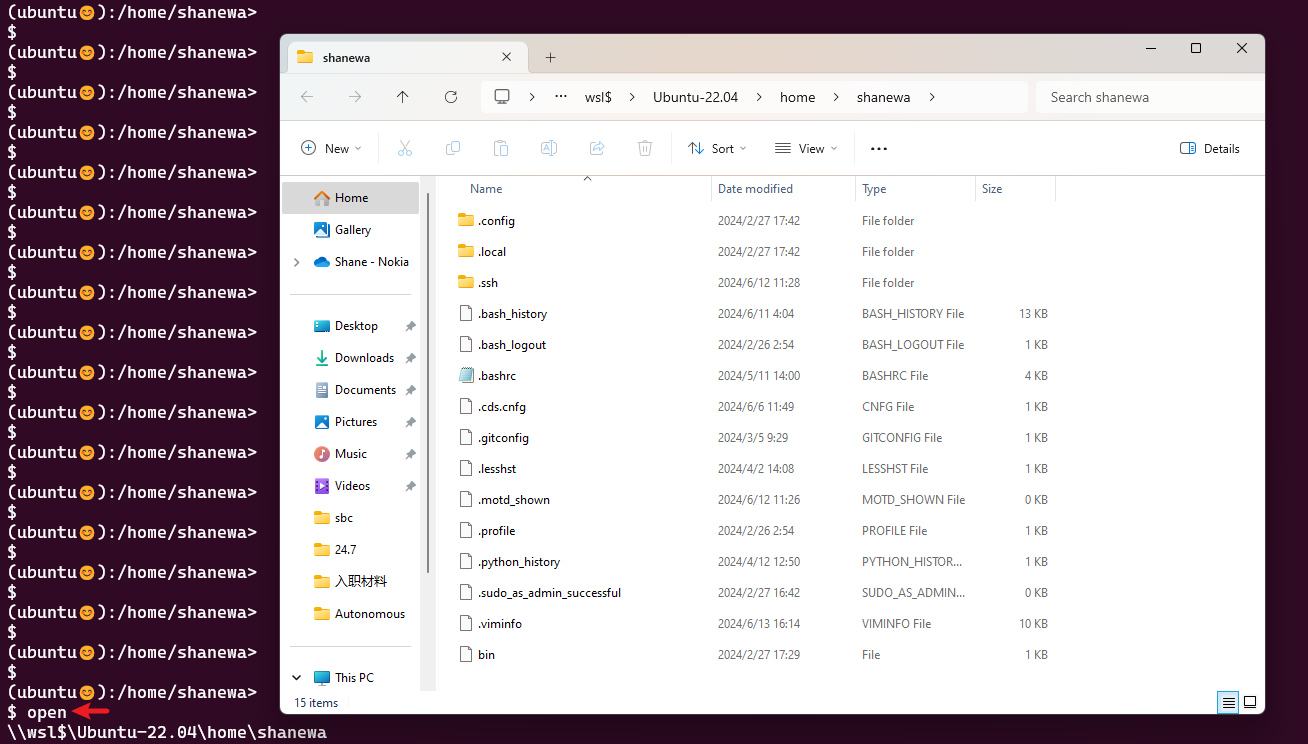 (ubuntu😊):/home/shanewa>
$
(ubuntu😊):/home/shanewa>
$
(ubuntu😊):/home/shanewa>
$
(ubuntu😊):/home/shanewa>
$
(ubuntu😊):/home/shanewa>
$
(ubuntu😊):/home/shanewa>
$
(ubuntu😊):/home/shanewa>
$
(ubuntu😊):/home/shanewa>
$
(ubuntu😊):/home/shanewa>
$
(ubuntu😊):/home/shanewa>
$
(ubuntu😊):/home/shanewa>
$
(ubuntu😊):/home/shanewa>
$
(ubuntu😊):/home/shanewa>
$
(ubuntu😊):/home/shanewa>
$
(ubuntu😊):/home/shanewa>
$
(ubuntu😊):/home/shanewa>
$
(ubuntu😊):/home/shanewa>
$
(ubuntu😊):/home/shanewa>
$ open
\\wsl$\Ubuntu-22.04\home\shanewa
shanewa
... wsl$ > Ubuntu-22.04 > home > shanewa >
Search shanewa
New Sort View ... Details
Home
Gallery
Shane - Nokia
Desktop
Downloads
Documents
Pictures
Music
Videos
sbc
24.7
入职材料
Autonomous
This PC
Name Date modified Type Size
.config 2024/2/27 17:42 File folder
.local 2024/2/27 17:42 File folder
.ssh 2024/6/12 11:28 File folder
.bash_history 2024/6/11 4:04 BASH_HISTORY File 13 KB
.bash_logout 2024/2/26 2:54 BASH_LOGOUT File 1 KB
.bashrc 2024/5/11 14:00 BASHRC File 4 KB
.cds.cnfg 2024/6/6 11:49 CNFG File 1 KB
.gitconfig 2024/3/5 9:29 GITCONFIG File 1 KB
.lesshst 2024/4/2 14:08 LESSHST File 1 KB
.motd_shown 2024/6/12 11:26 MOTD_SHOWN File 0 KB
.profile 2024/2/26 2:54 PROFILE File 1 KB
.python_history 2024/4/12 12:50 PYTHON_HISTOR... 1 KB
.sudo_as_admin_successful 2024/2/27 16:42 SUDO_AS_ADMIN... 0 KB
.viminfo 2024/6/13 16:14 VIMINFO File 10 KB
bin 2024/2/27 17:29 File 1 KB
15 items